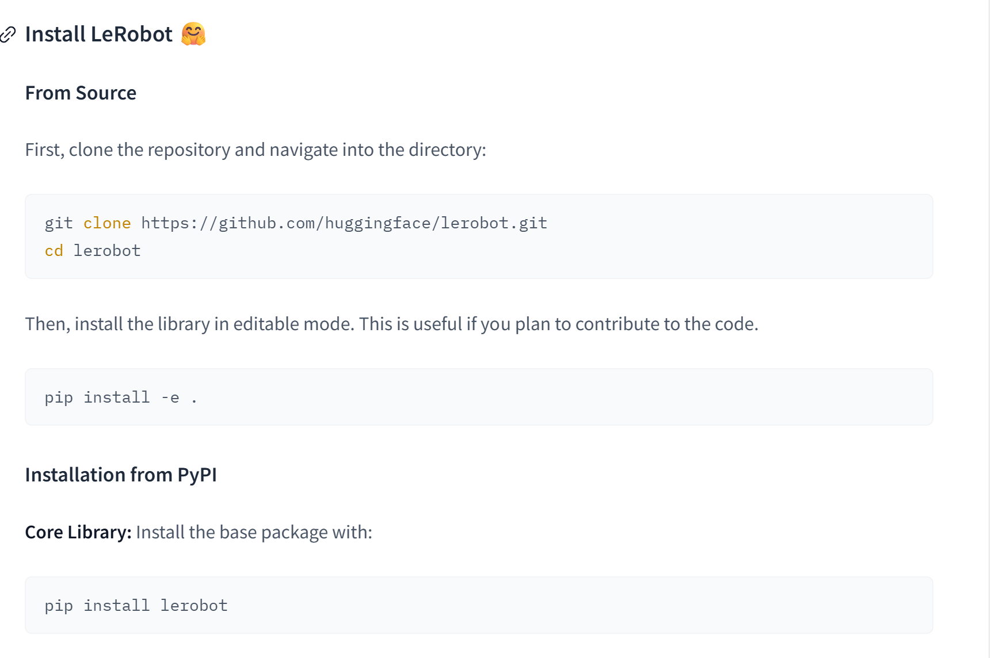 Install LeRobot 🤗
From Source
First, clone the repository and navigate into the directory:
git clone https://github.com/huggingface/lerobot.git
cd lerobot
Then, install the library in editable mode. This is useful if you plan to contribute to the code.
pip install -e .
Installation from PyPI
Core Library: Install the base package with:
pip install lerobot